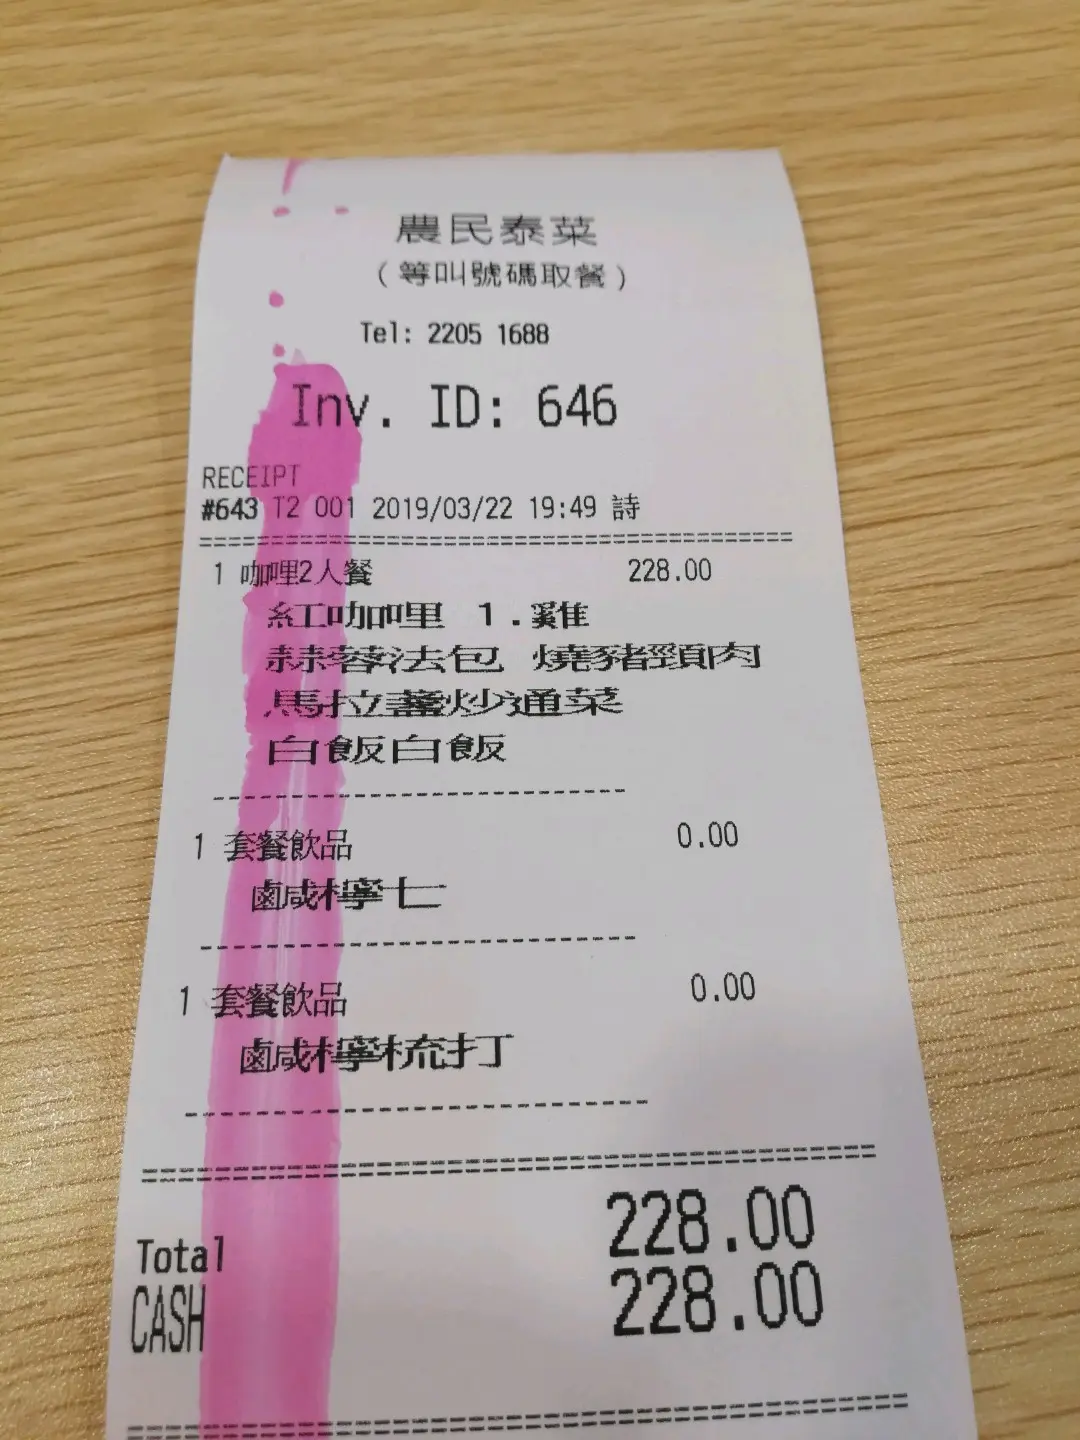 農民泰菜
(等叫號碼取餐)
Tel: 2205 1688
Inv. ID: 646
RECEIPT
#643 T2 001 2019/03/22 19:49 詩
1 咖喱2人餐 228.00
紅咖喱 1.雞
蒜蓉法包 燒豬頸肉
馬拉盞炒通菜
白飯白飯
1 套餐飲品 0.00
鹹檸七
1 套餐飲品 0.00
鹹檸梳打
Total 228.00
CASH 228.00